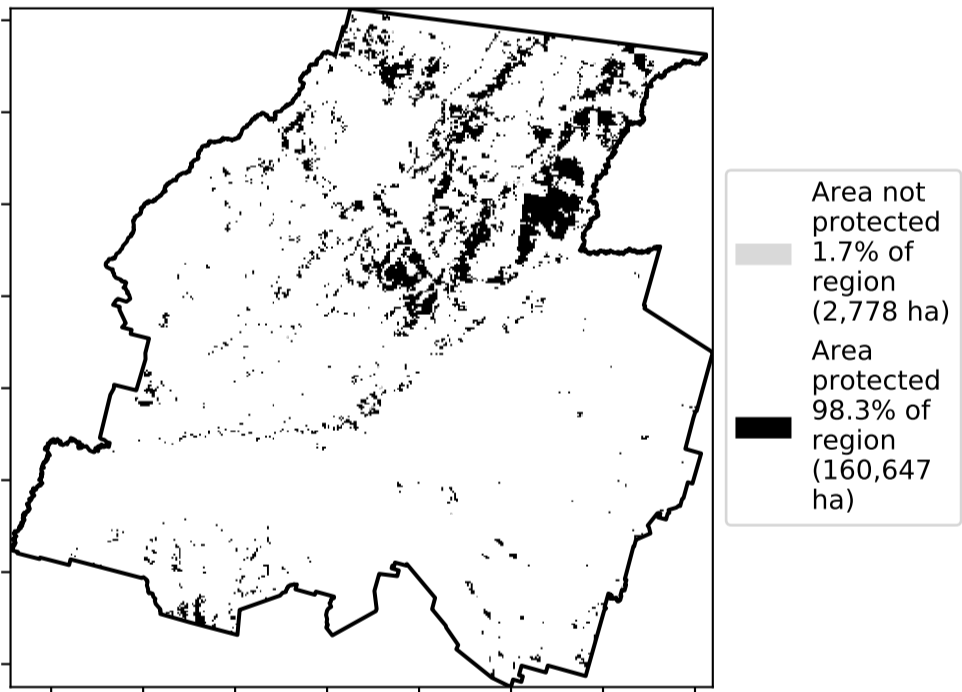 Area not
protected
1.7% of
region
(2,778 ha)
Area
protected
98.3% of
region
(160,647
ha)